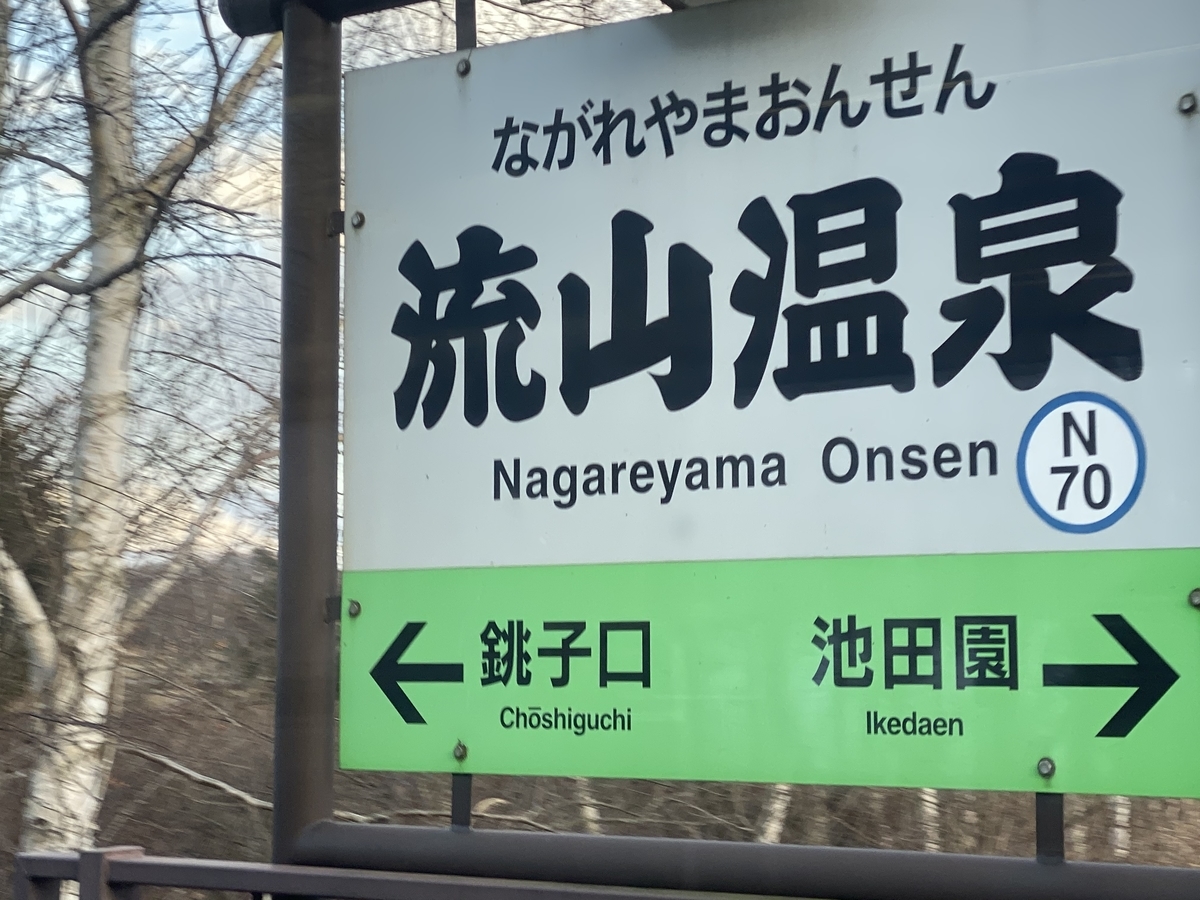 ながれやまおんせん
流山温泉
Nagareyama Onsen
N
70
銚子口
Chōshiguchi
池田園
Ikedaen